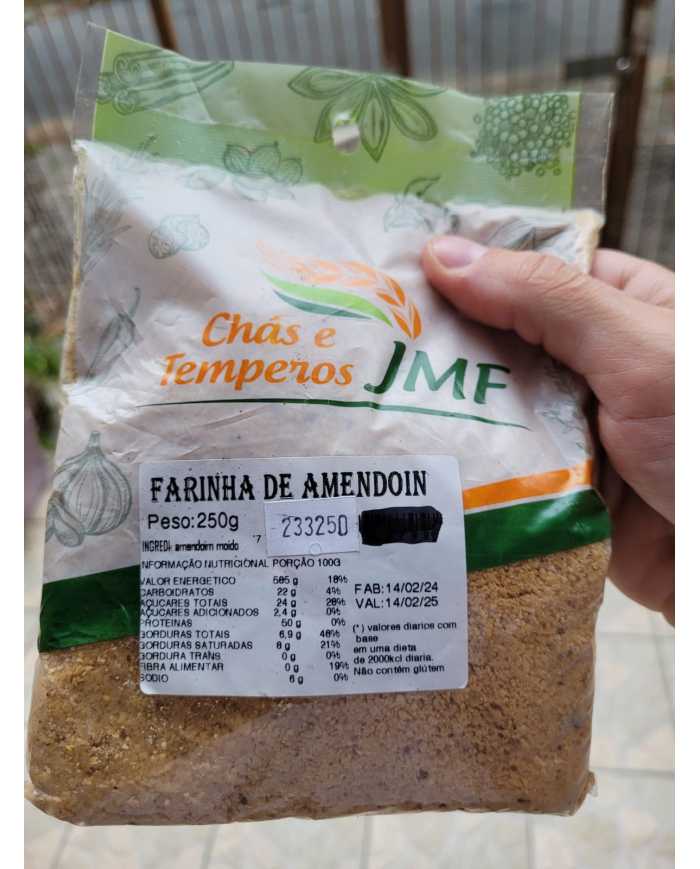 Chás e
Temperos JMF
FARINHA DE AMENDOIN
Peso:250g
233250
INGREDI amendoim moido *7
NFORMAÇÃO NUTRICIONAL PORÇÃO 100G
VALOR ENERGETICO 585 g 18%
CARBOIDRATOS 22 g 4%
AÇUCARES TOTAIS 24 g 28%
AÇUCARES ADICIONADOS 2,4 g 0%
PROTEINAS 50 g 0%
GORDURAS TOTAIS 6,9 g 48%
GORDURAS SATURADAS 8 g 21%
GORDURA TRANS 0 g 0%
FIBRA ALIMENTAR 0 g 19%
SODIO 6 g 0%
FAB:14/02/24
VAL:14/02/25
(*) valores diarios com
base
em uma dieta
de 2000kcl diaria.
Não contém glútem